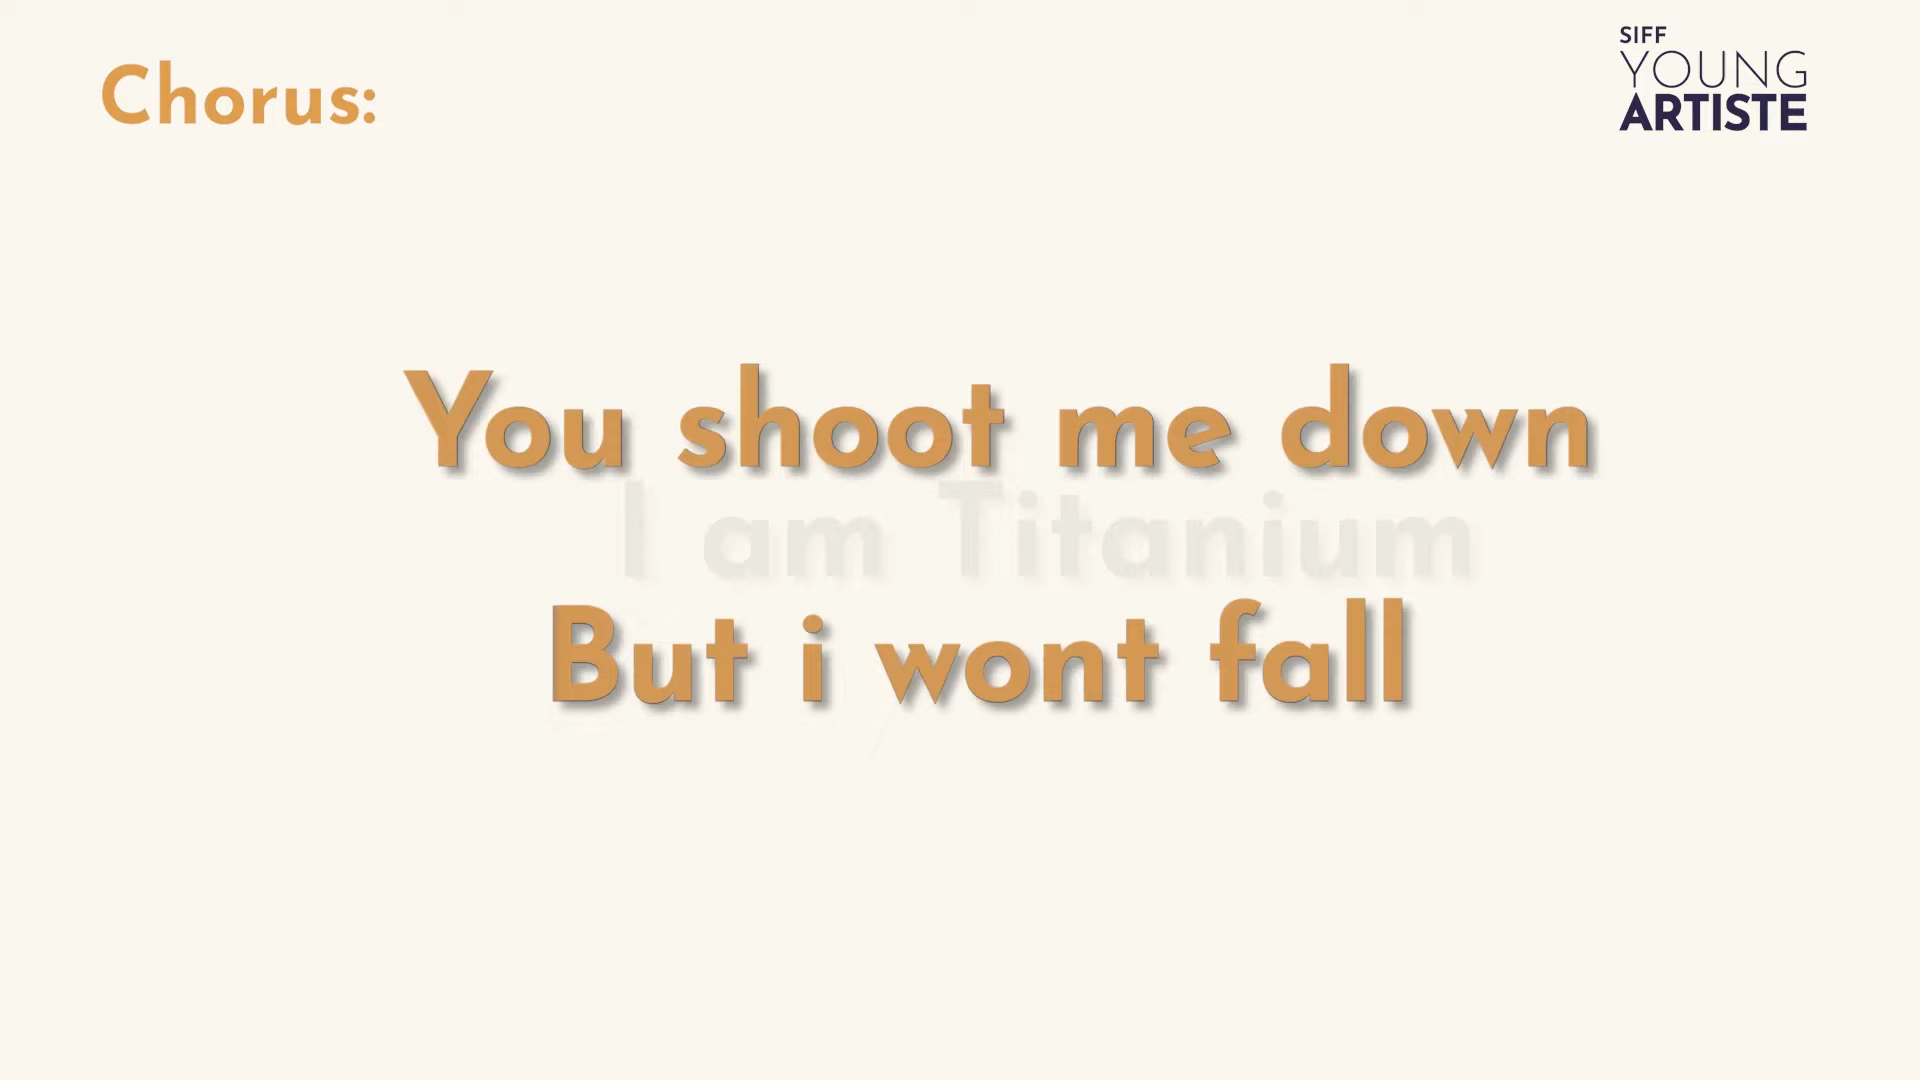 Chorus:
SIFF
YOUNG
ARTISTE
You shoot me down
I am Titanium
But i wont fall